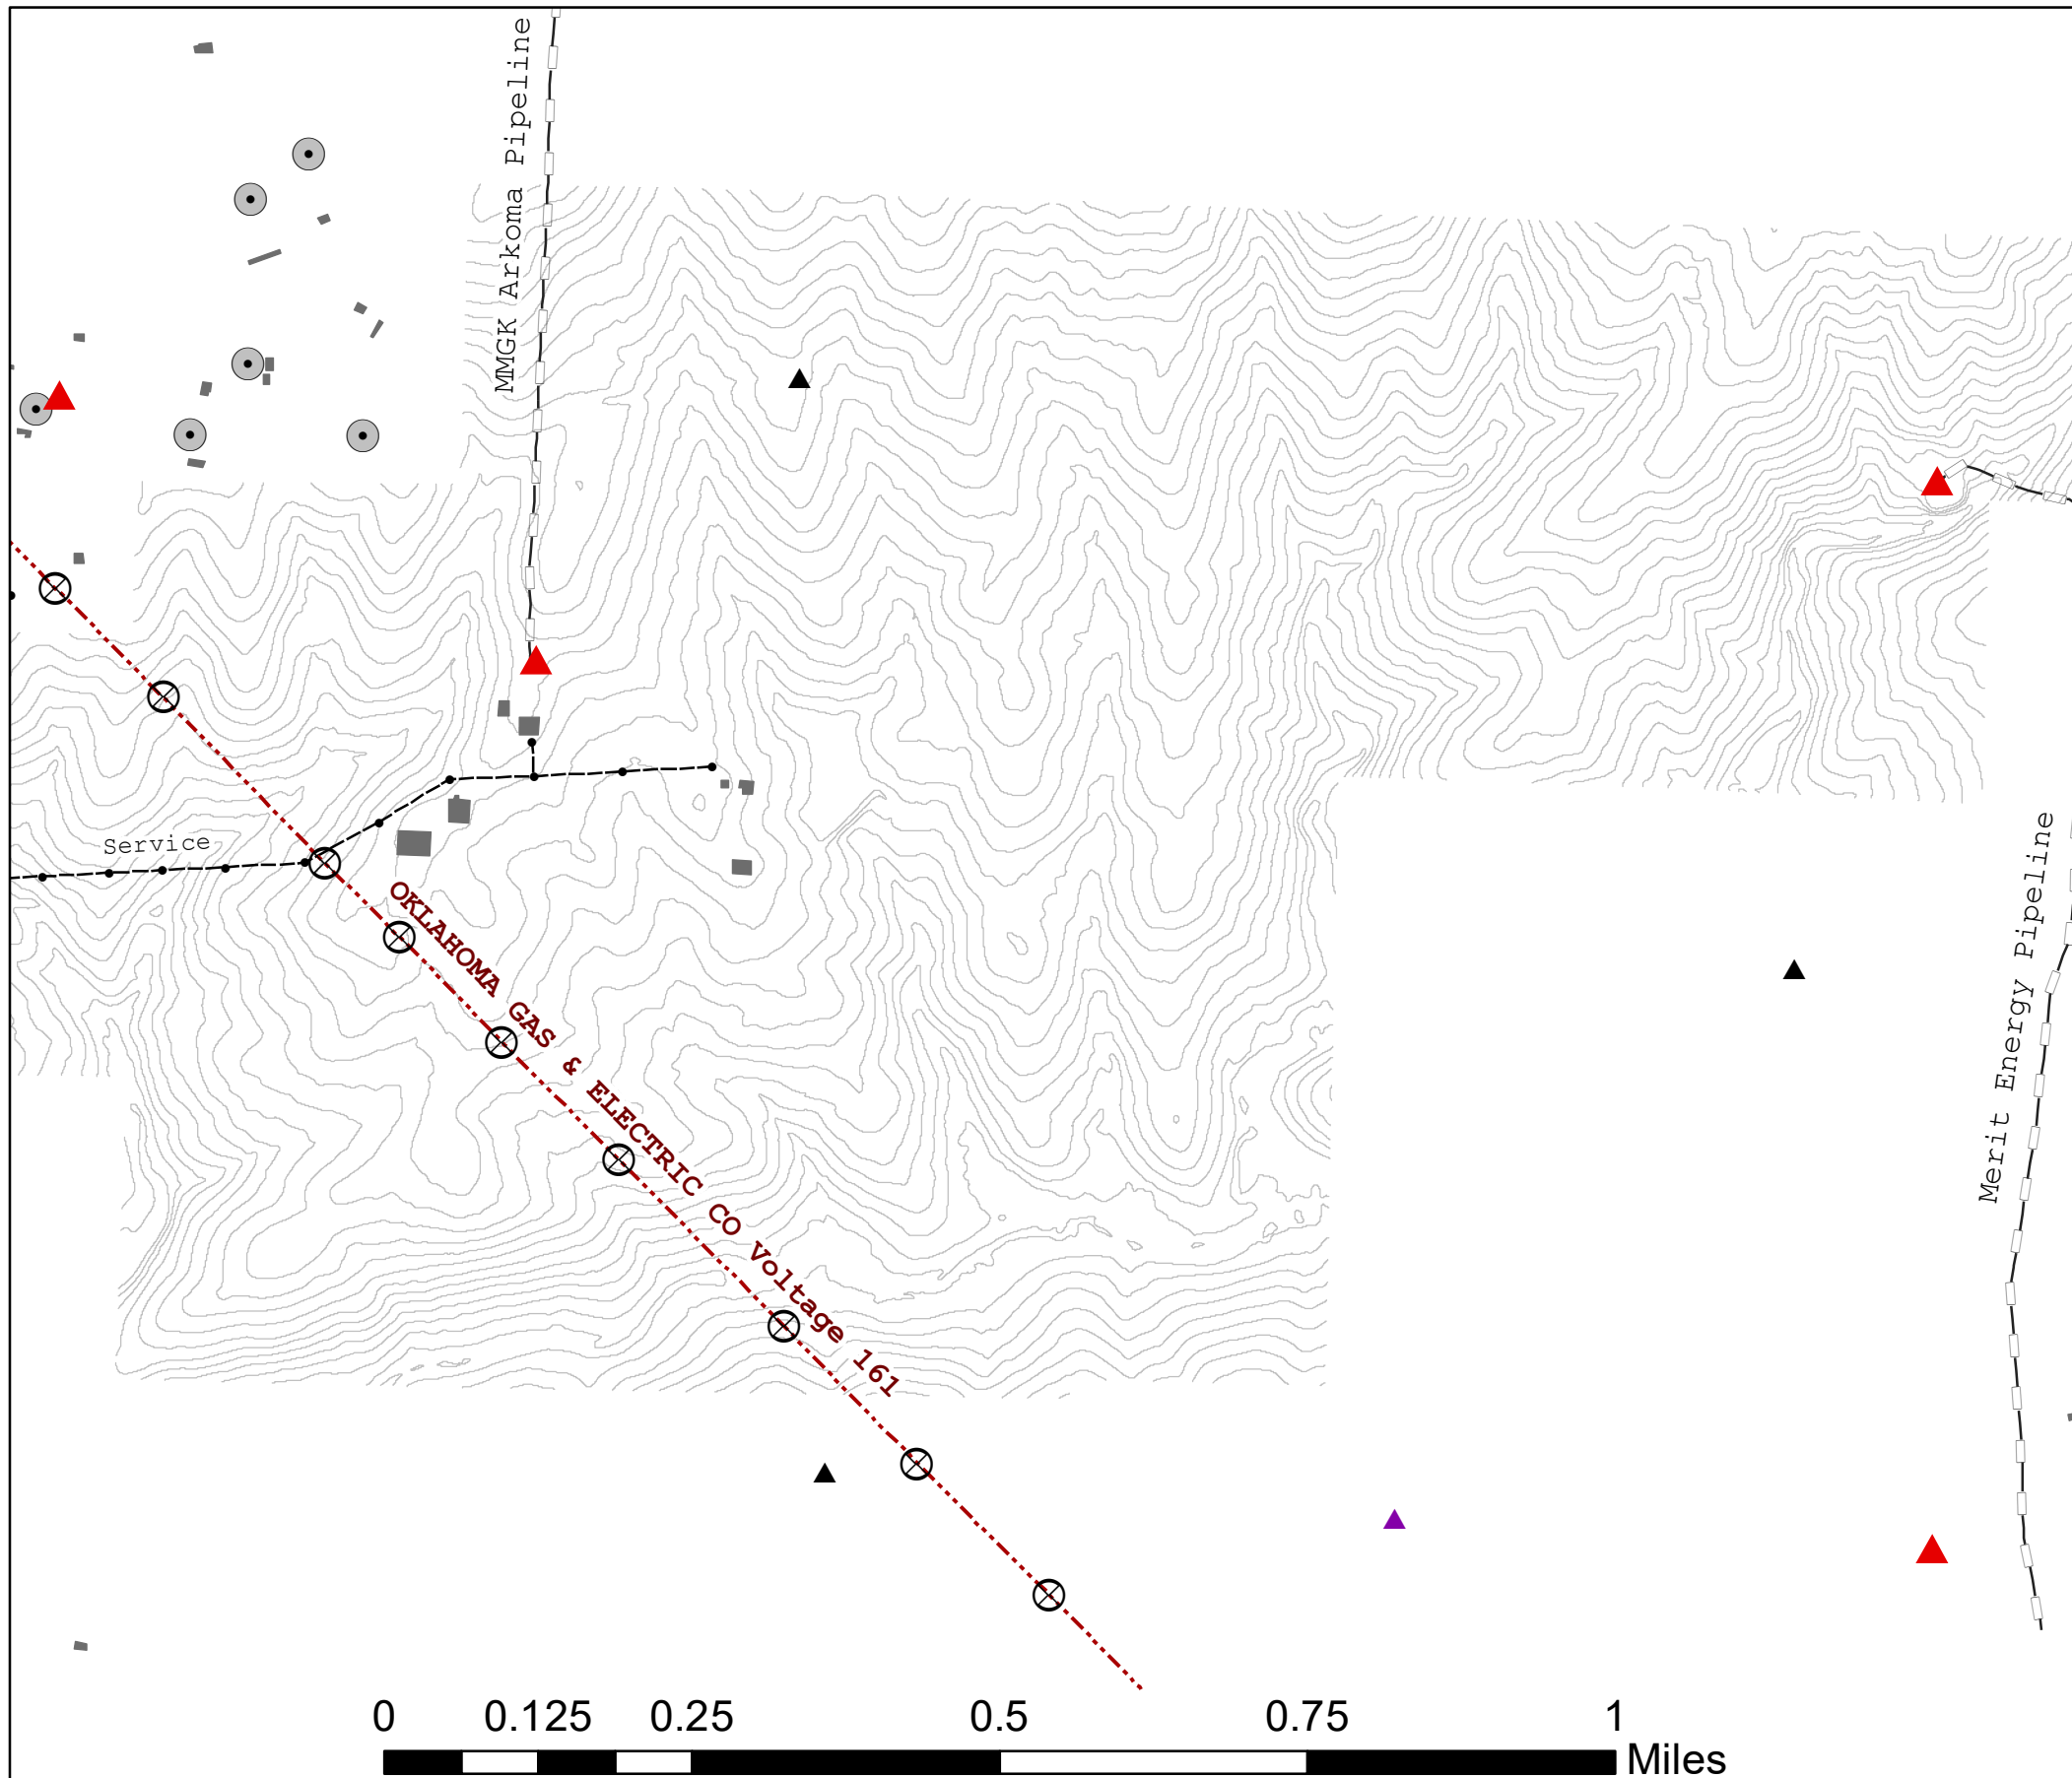 MMGK Arkoma Pipeline
Service
OKLAHOMA GAS & ELECTRIC CO Voltage 161
Merit Energy Pipeline
0 0.125 0.25 0.5 0.75 1
Miles